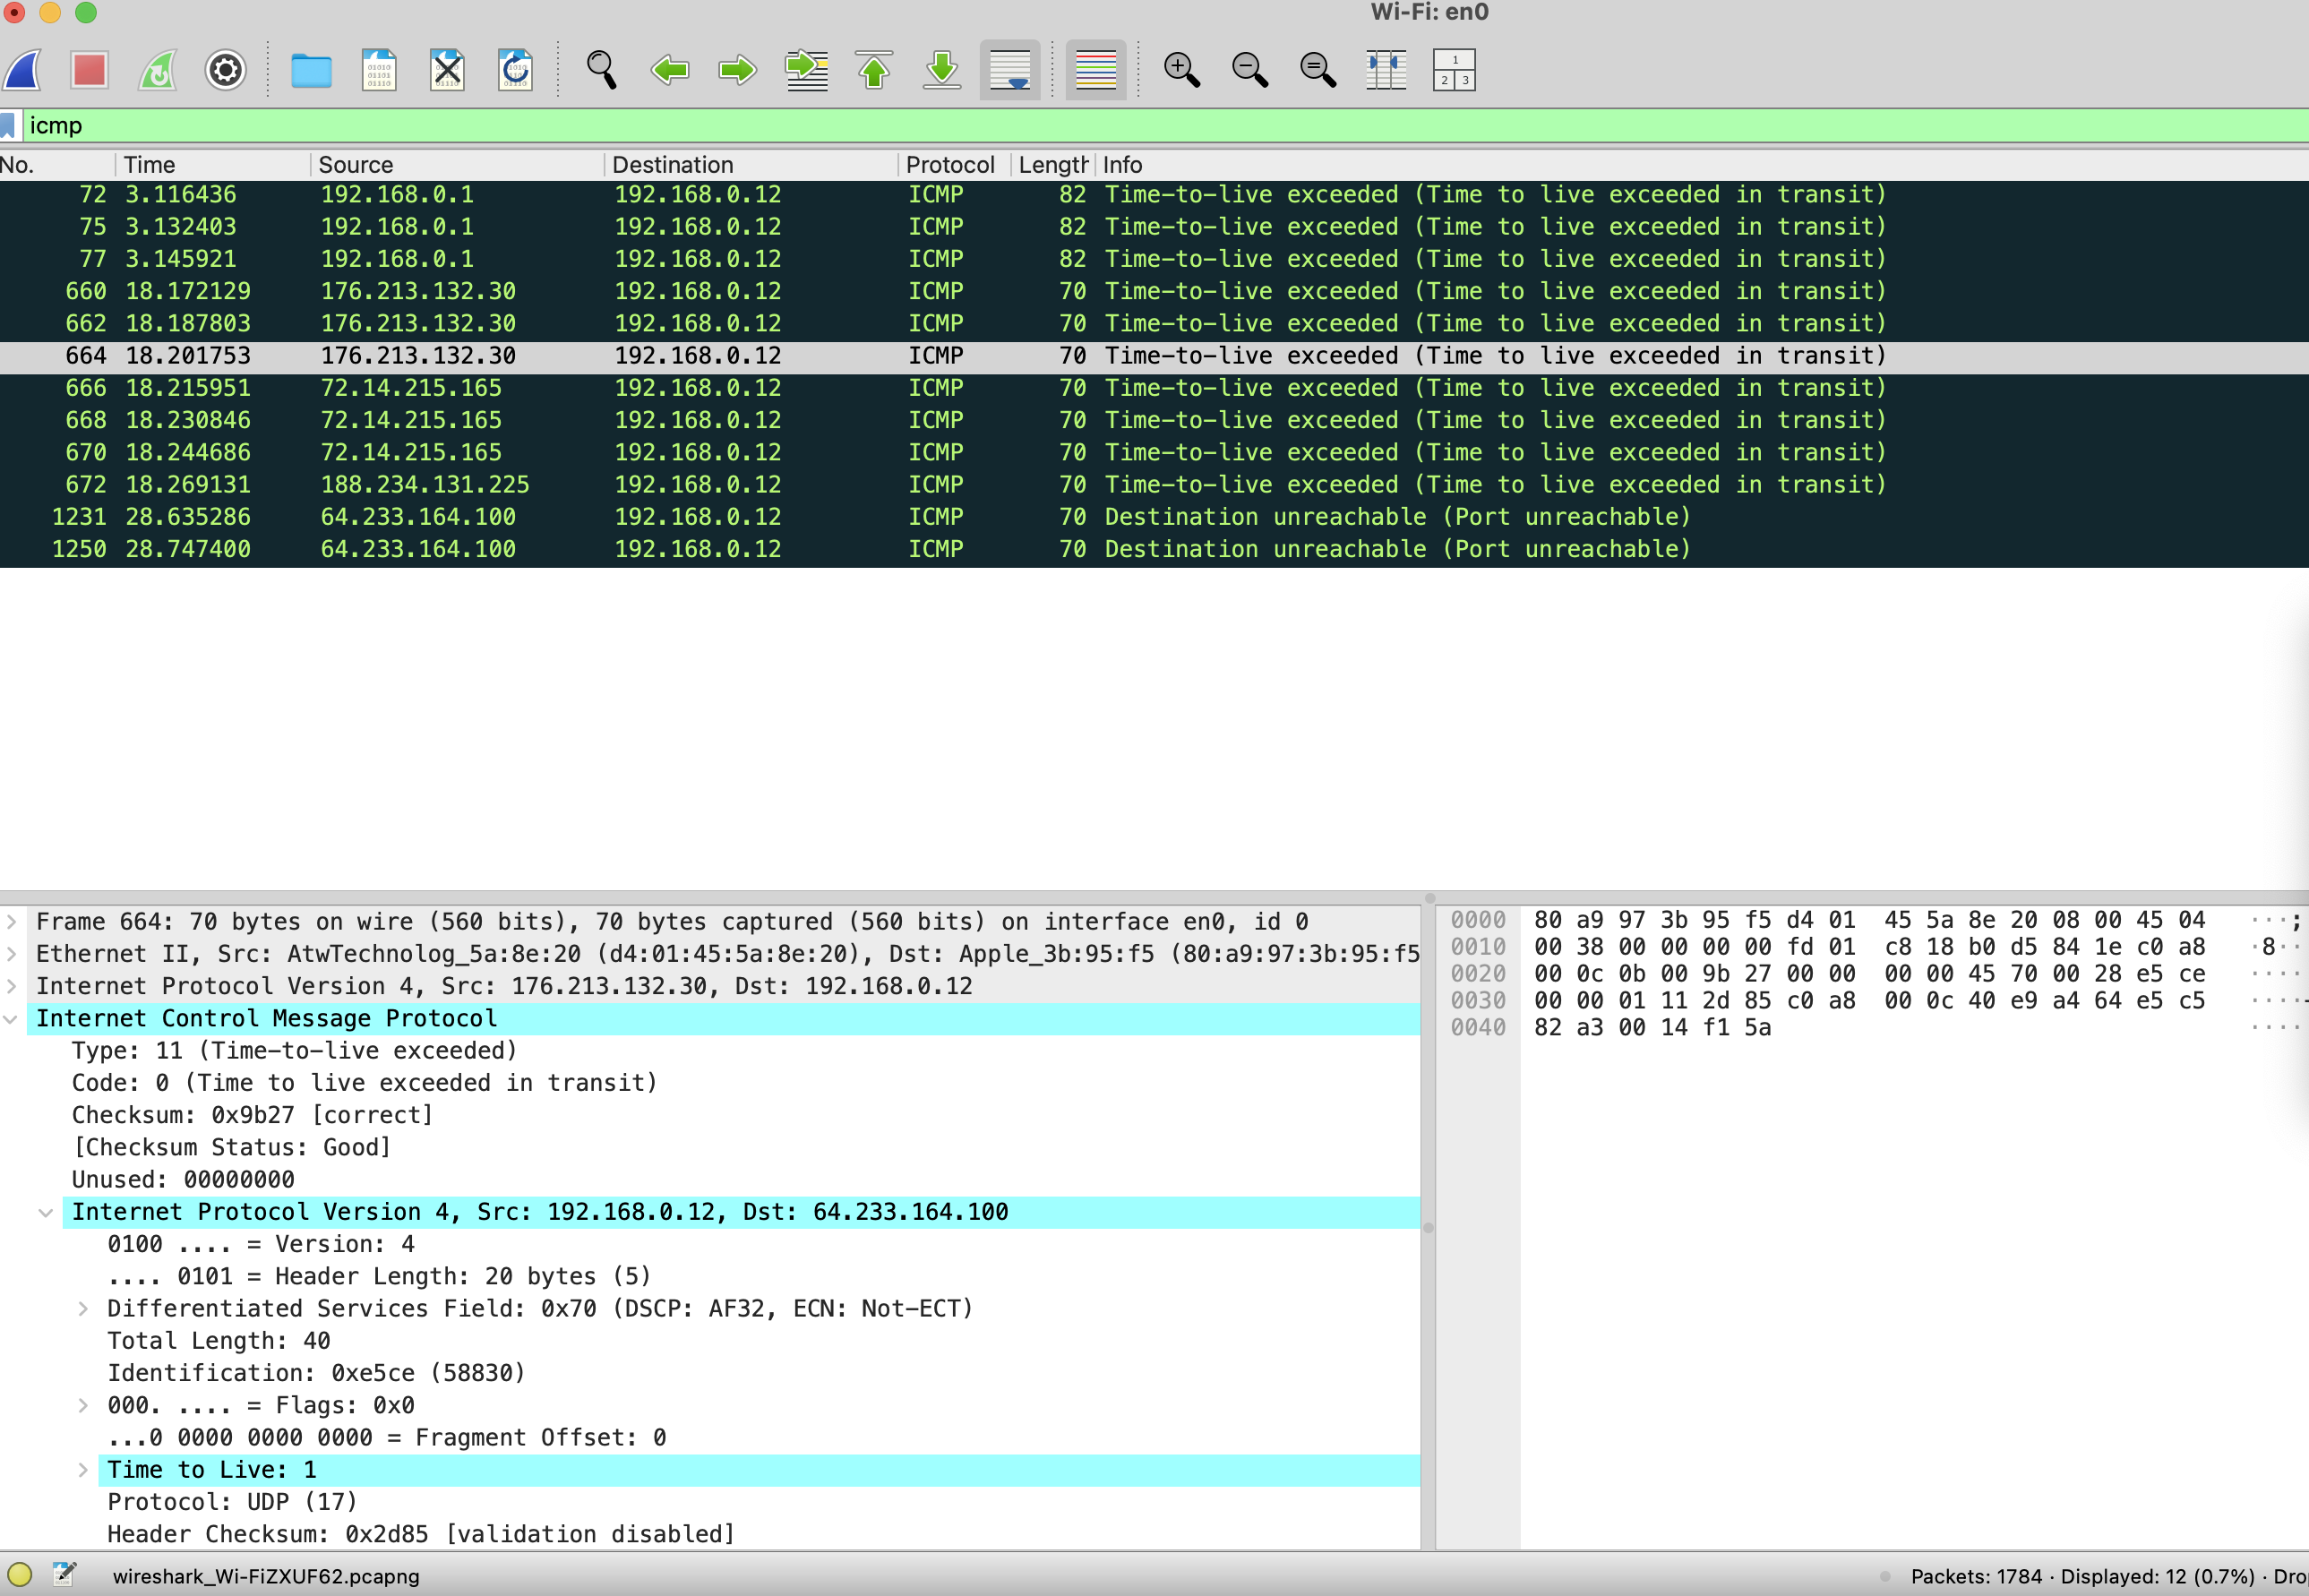 Wi-Fi: en0
icmp
No. Time Source Destination Protocol Length Info
72 3.116436 192.168.0.1 192.168.0.12 ICMP 82 Time-to-live exceeded (Time to live exceeded in transit)
75 3.132403 192.168.0.1 192.168.0.12 ICMP 82 Time-to-live exceeded (Time to live exceeded in transit)
77 3.145921 192.168.0.1 192.168.0.12 ICMP 82 Time-to-live exceeded (Time to live exceeded in transit)
660 18.172129 176.213.132.30 192.168.0.12 ICMP 70 Time-to-live exceeded (Time to live exceeded in transit)
662 18.187803 176.213.132.30 192.168.0.12 ICMP 70 Time-to-live exceeded (Time to live exceeded in transit)
664 18.201753 176.213.132.30 192.168.0.12 ICMP 70 Time-to-live exceeded (Time to live exceeded in transit)
666 18.215951 72.14.215.165 192.168.0.12 ICMP 70 Time-to-live exceeded (Time to live exceeded in transit)
668 18.230846 72.14.215.165 192.168.0.12 ICMP 70 Time-to-live exceeded (Time to live exceeded in transit)
670 18.244686 72.14.215.165 192.168.0.12 ICMP 70 Time-to-live exceeded (Time to live exceeded in transit)
672 18.269131 188.234.131.225 192.168.0.12 ICMP 70 Time-to-live exceeded (Time to live exceeded in transit)
1231 28.635286 64.233.164.100 192.168.0.12 ICMP 70 Destination unreachable (Port unreachable)
1250 28.747400 64.233.164.100 192.168.0.12 ICMP 70 Destination unreachable (Port unreachable)
Frame 664: 70 bytes on wire (560 bits), 70 bytes captured (560 bits) on interface en0, id 0
Ethernet II, Src: AtwTechnolog_5a:8e:20 (d4:01:45:5a:8e:20), Dst: Apple_3b:95:f5 (80:a9:97:3b:95:f5
Internet Protocol Version 4, Src: 176.213.132.30, Dst: 192.168.0.12
Internet Control Message Protocol
Type: 11 (Time-to-live exceeded)
Code: 0 (Time to live exceeded in transit)
Checksum: 0x9b27 [correct]
[Checksum Status: Good]
Unused: 00000000
Internet Protocol Version 4, Src: 192.168.0.12, Dst: 64.233.164.100
0100 .... = Version: 4
.... 0101 = Header Length: 20 bytes (5)
Differentiated Services Field: 0x70 (DSCP: AF32, ECN: Not-ECT)
Total Length: 40
Identification: 0xe5ce (58830)
000. .... = Flags: 0x0
...0 0000 0000 0000 = Fragment Offset: 0
Time to Live: 1
Protocol: UDP (17)
Header Checksum: 0x2d85 [validation disabled]
0000 80 a9 97 3b 95 f5 d4 01 45 5a 8e 20 08 00 45 04 ···;
0010 00 38 00 00 00 00 fd 01 c8 18 b0 d5 84 1e c0 a8 ·8··
0020 00 0c 0b 00 9b 27 00 00 00 00 45 70 00 28 e5 ce ····
0030 00 00 01 11 2d 85 c0 a8 00 0c 40 e9 a4 64 e5 c5 ····-
0040 82 a3 00 14 f1 5a ····
wireshark_Wi-FiZXUF62.pcapng
Packets: 1784 · Displayed: 12 (0.7%) · Dro